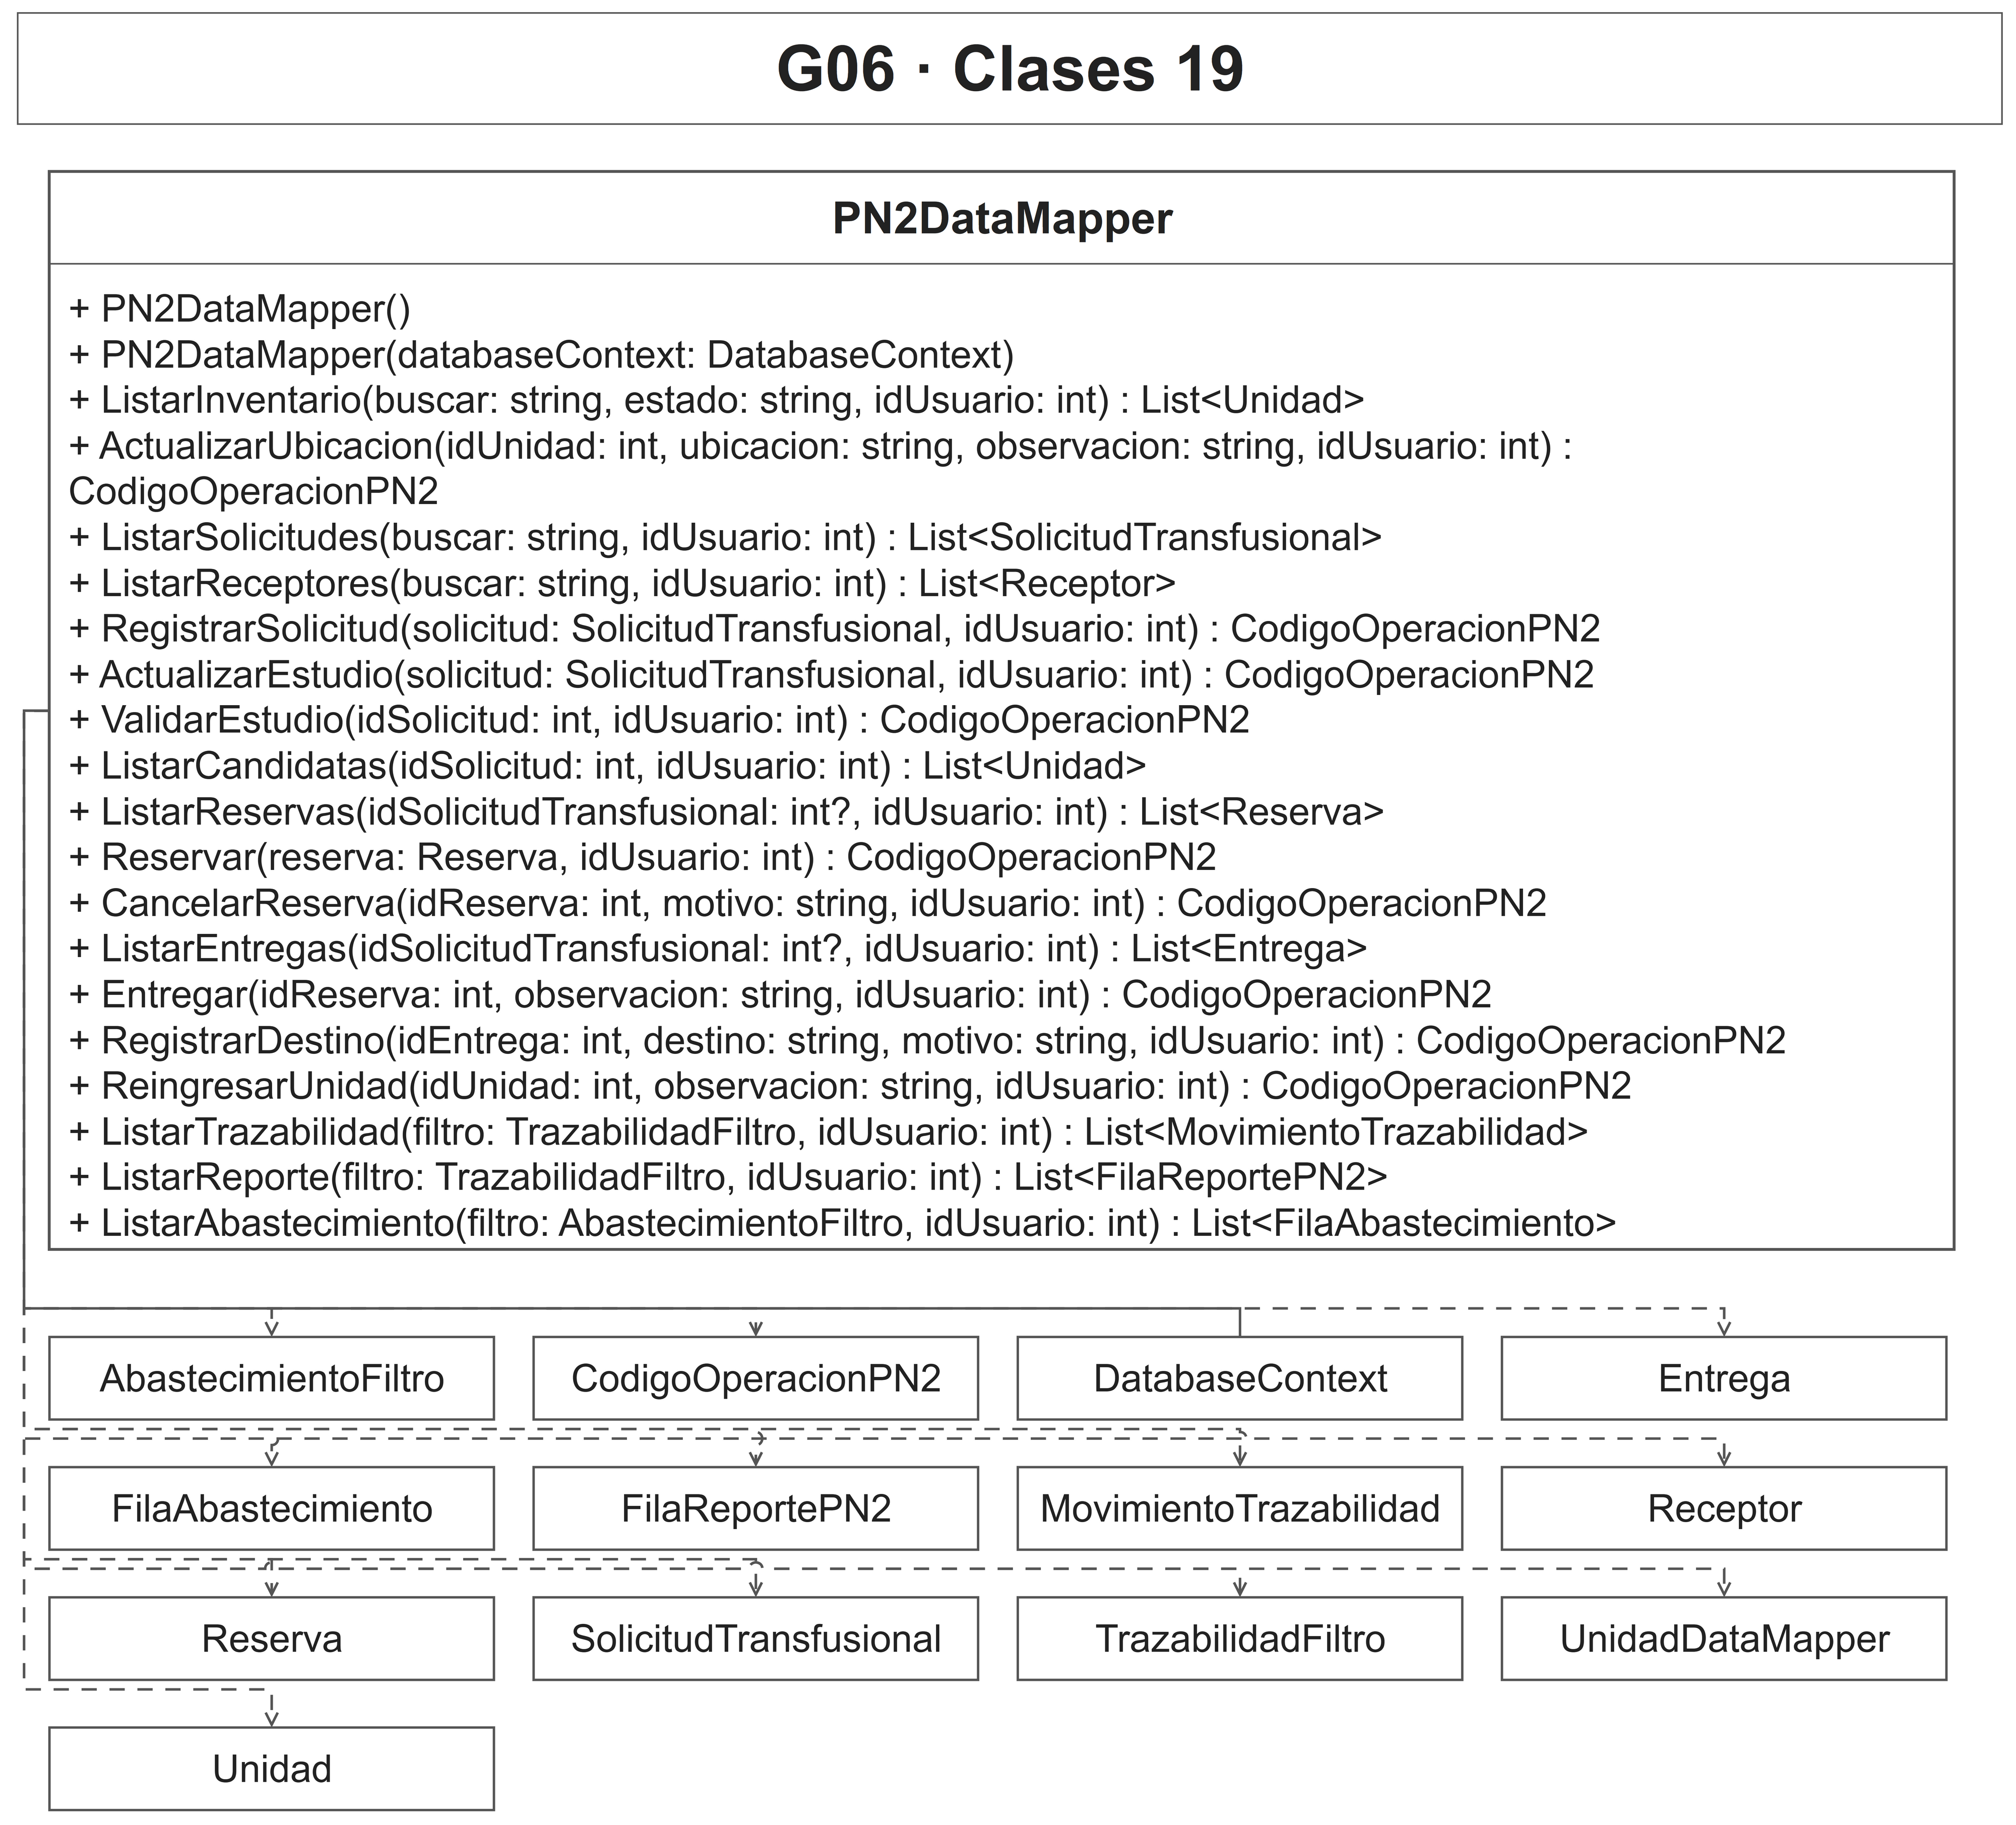 G06 · Clases 19
PN2DataMapper
+ PN2DataMapper()
+ PN2DataMapper(databaseContext: DatabaseContext)
+ ListarInventario(buscar: string, estado: string, idUsuario: int) : List<Unidad>
+ ActualizarUbicacion(idUnidad: int, ubicacion: string, observacion: string, idUsuario: int) :
CodigoOperacionPN2
+ ListarSolicitudes(buscar: string, idUsuario: int) : List<SolicitudTransfusional>
+ ListarReceptores(buscar: string, idUsuario: int) : List<Receptor>
+ RegistrarSolicitud(solicitud: SolicitudTransfusional, idUsuario: int) : CodigoOperacionPN2
+ ActualizarEstudio(solicitud: SolicitudTransfusional, idUsuario: int) : CodigoOperacionPN2
+ ValidarEstudio(idSolicitud: int, idUsuario: int) : CodigoOperacionPN2
+ ListarCandidatas(idSolicitud: int, idUsuario: int) : List<Unidad>
+ ListarReservas(idSolicitudTransfusional: int?, idUsuario: int) : List<Reserva>
+ Reservar(reserva: Reserva, idUsuario: int) : CodigoOperacionPN2
+ CancelarReserva(idReserva: int, motivo: string, idUsuario: int) : CodigoOperacionPN2
+ ListarEntregas(idSolicitudTransfusional: int?, idUsuario: int) : List<Entrega>
+ Entregar(idReserva: int, observacion: string, idUsuario: int) : CodigoOperacionPN2
+ RegistrarDestino(idEntrega: int, destino: string, motivo: string, idUsuario: int) : CodigoOperacionPN2
+ ReingresarUnidad(idUnidad: int, observacion: string, idUsuario: int) : CodigoOperacionPN2
+ ListarTrazabilidad(filtro: TrazabilidadFiltro, idUsuario: int) : List<MovimientoTrazabilidad>
+ ListarReporte(filtro: TrazabilidadFiltro, idUsuario: int) : List<FilaReportePN2>
+ ListarAbastecimiento(filtro: AbastecimientoFiltro, idUsuario: int) : List<FilaAbastecimiento>
AbastecimientoFiltro
CodigoOperacionPN2
DatabaseContext
Entrega
FilaAbastecimiento
FilaReportePN2
MovimientoTrazabilidad
Receptor
Reserva
SolicitudTransfusional
TrazabilidadFiltro
UnidadDataMapper
Unidad